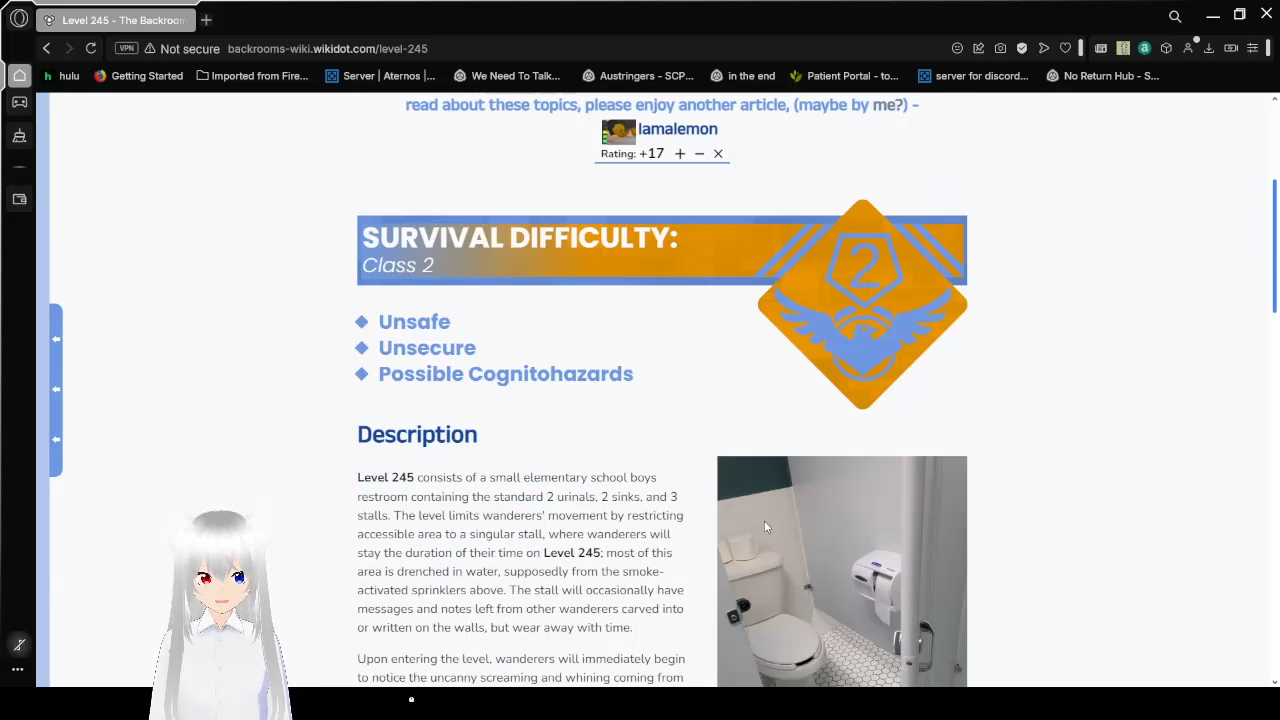 Level 245 - The Backroom
VPN Not secure backrooms-wiki.wikidot.com/level-245
hulu Getting Started Imported from Fire... Server | Aternos |... We Need To Talk... Austringers - SCP... in the end Patient Portal - to... server for discord... No Return Hub - S...
read about these topics, please enjoy another article, (maybe by me?) -
Iamalemon
Rating: +17 + − ×
SURVIVAL DIFFICULTY:
Class 2
2
Unsafe
Unsecure
Possible Cognitohazards
Description
Level 245 consists of a small elementary school boys
restroom containing the standard 2 urinals, 2 sinks, and 3
stalls. The level limits wanderers' movement by restricting
accessible area to a singular stall, where wanderers will
stay the duration of their time on Level 245; most of this
area is drenched in water, supposedly from the smoke-
activated sprinklers above. The stall will occasionally have
messages and notes left from other wanderers carved into
or written on the walls, but wear away with time.
Upon entering the level, wanderers will immediately begin
to notice the uncanny screaming and whining coming from